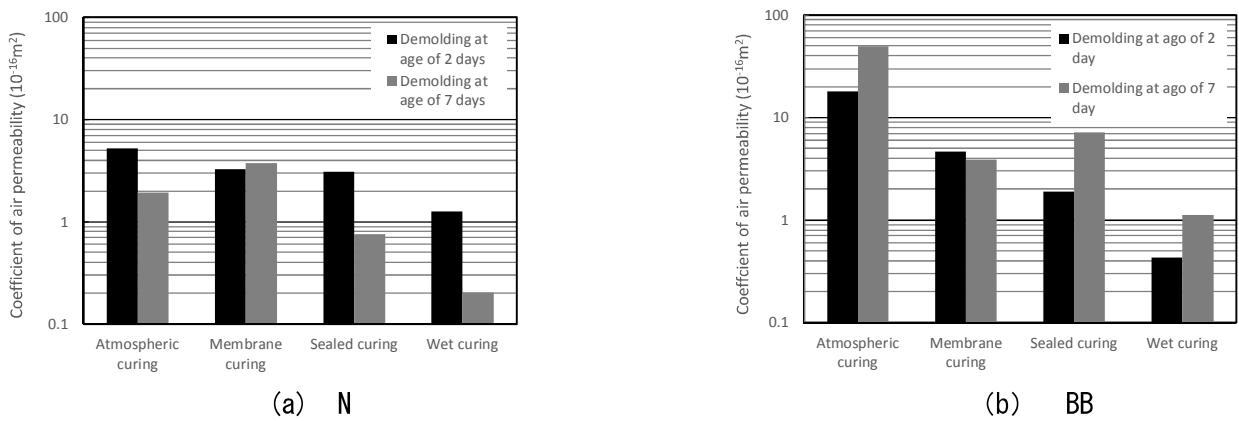 Coefficient of air permeability (10⁻¹⁶m²)
100
10
1
0.1
Demolding at
age of 2 days
Demolding at
age of 7 days
Atmospheric
curing
Membrane
curing
Sealed curing
Wet curing
(a) N
Coeffcient of air permeability (10⁻¹⁶m²)
100
10
1
0.1
Demolding at ago of 2
day
Demolding at ago of 7
day
Atmospheric
curing
Membrane
curing
Sealed curing
Wet curing
(b) BB